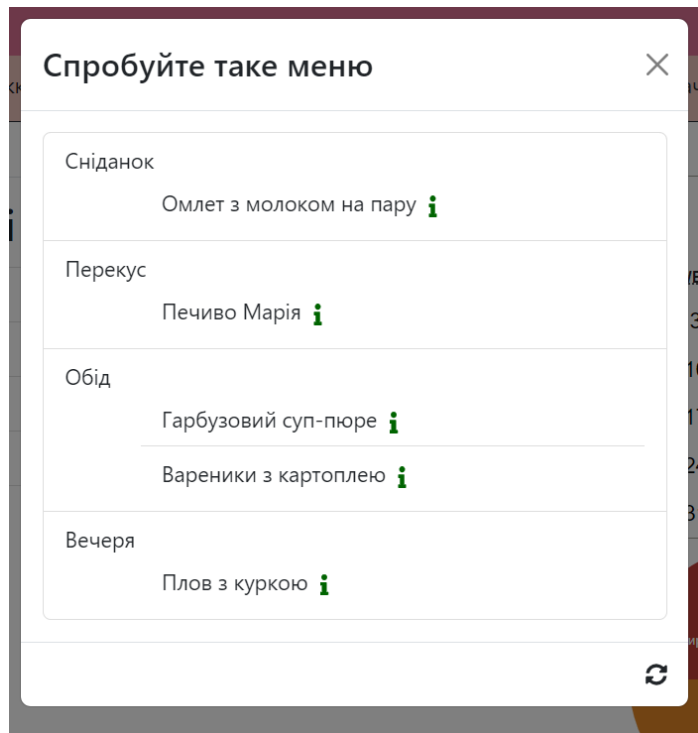 Спробуйте таке меню
Сніданок
Омлет з молоком на пару
Перекус
Печиво Марія
Обід
Гарбузовий суп-пюре
Вареники з картоплею
Вечеря
Плов з куркою